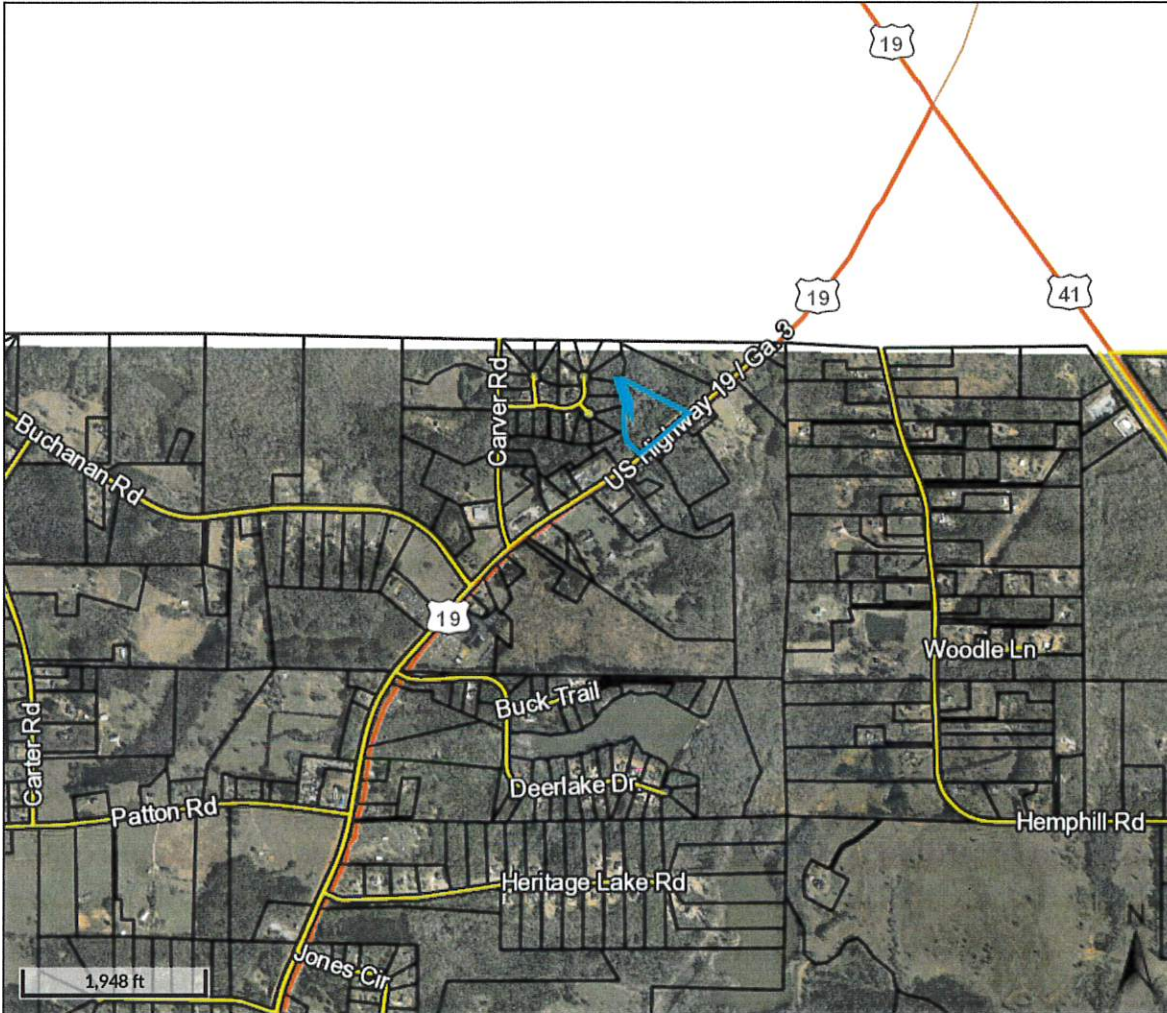 19
19
41
US Highway 19 / Ga. 3
Carver Rd
Buchanan Rd
19
Woodle Ln
Buck Trail
Carter Rd
Deerlake Dr
Patton Rd
Hemphill Rd
Heritage Lake Rd
N
Jones Cir
1,948 ft